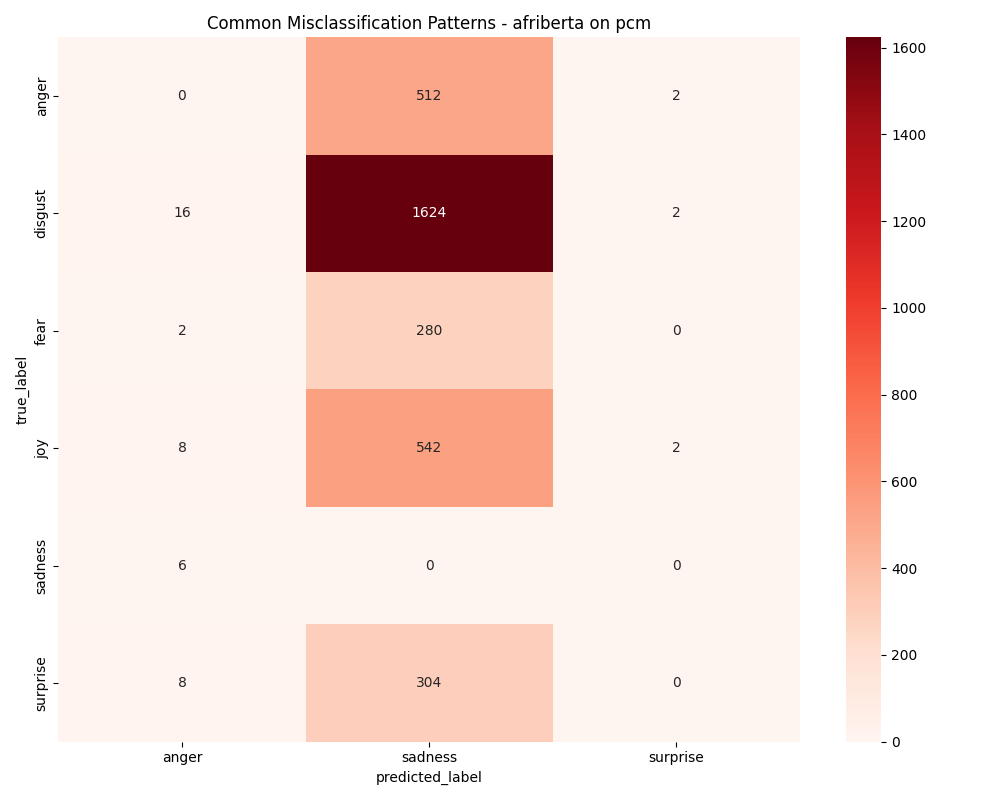 Common Misclassification Patterns - afriberta on pcm
anger 0 512 2
disgust 16 1624 2
fear 2 280 0
joy 8 542 2
sadness 6 0 0
surprise 8 304 0
true_label
anger sadness surprise
predicted_label
1600
1400
1200
1000
800
600
400
200
0